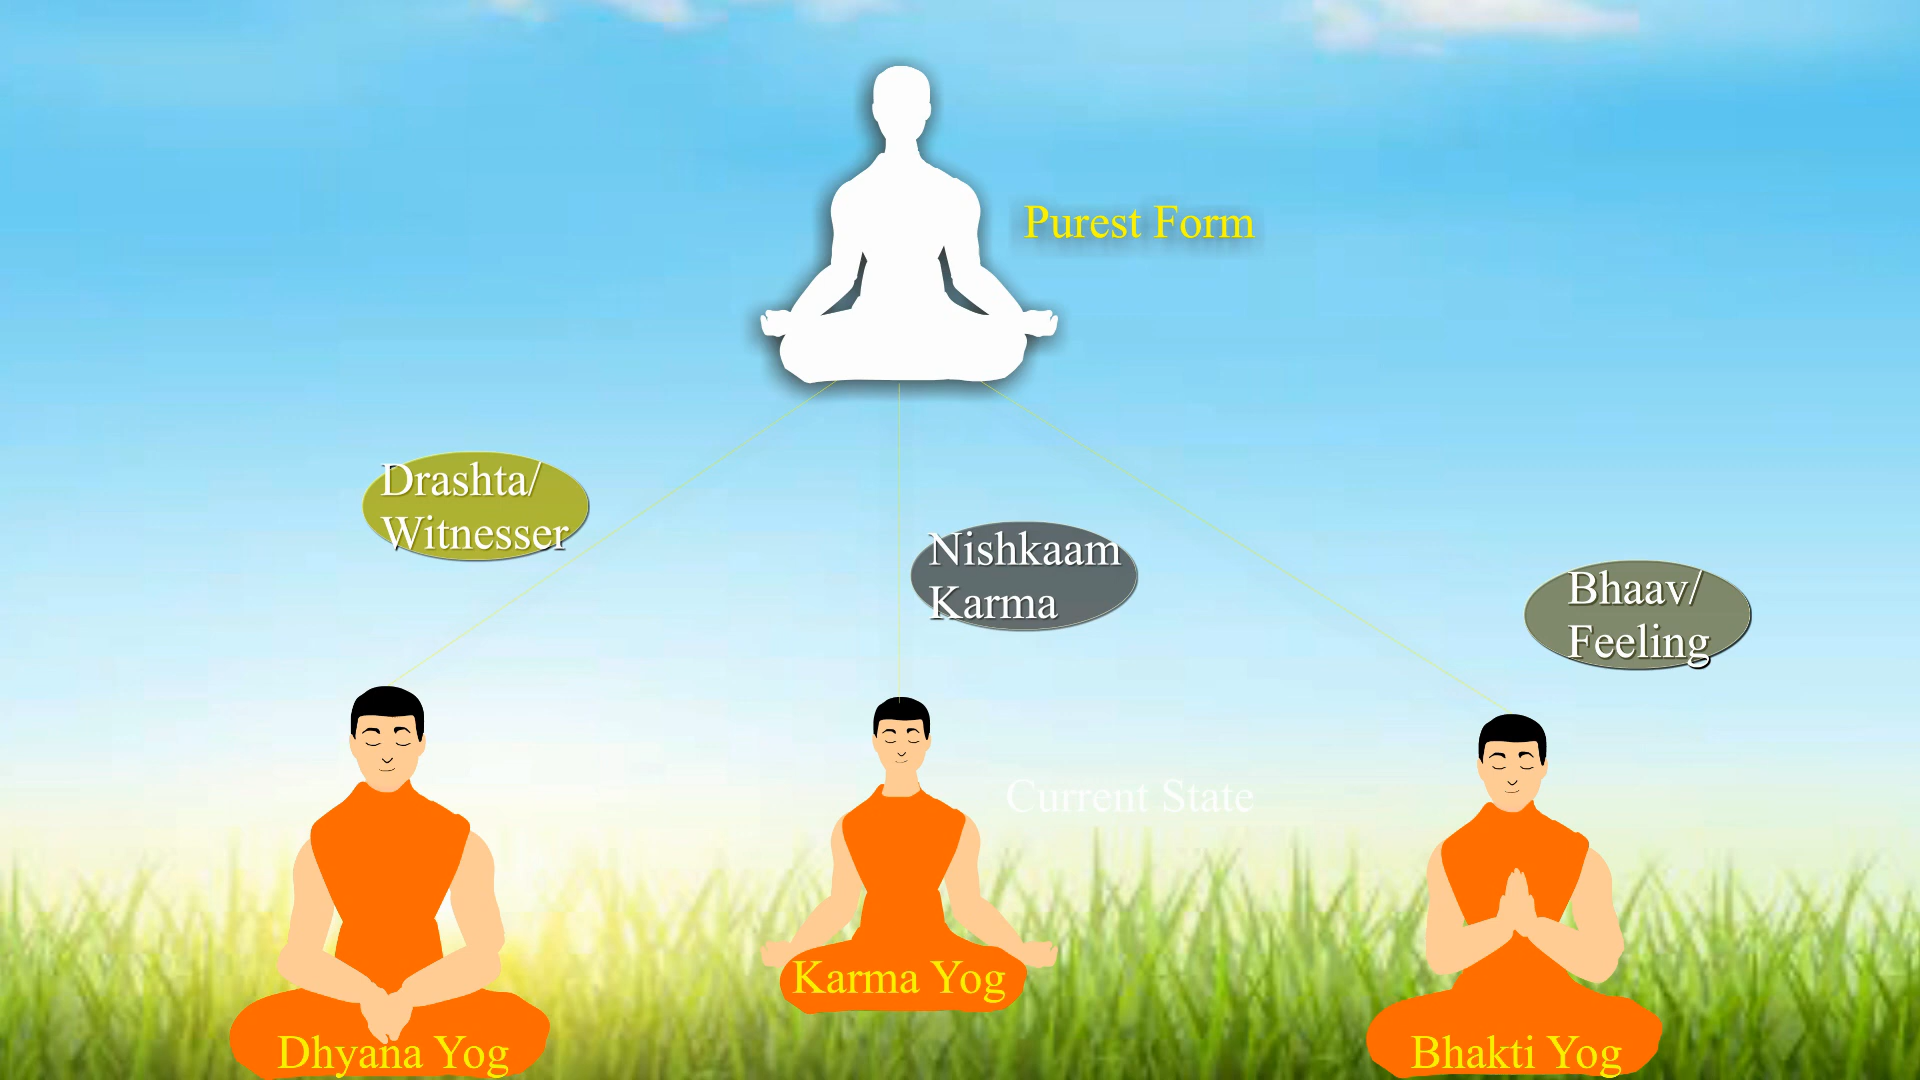 Purest Form
Drashta/
Witnesser
Nishkaam
Karma
Bhaav/
Feeling
Current State
Karma Yog
Dhyana Yog
Bhakti Yog